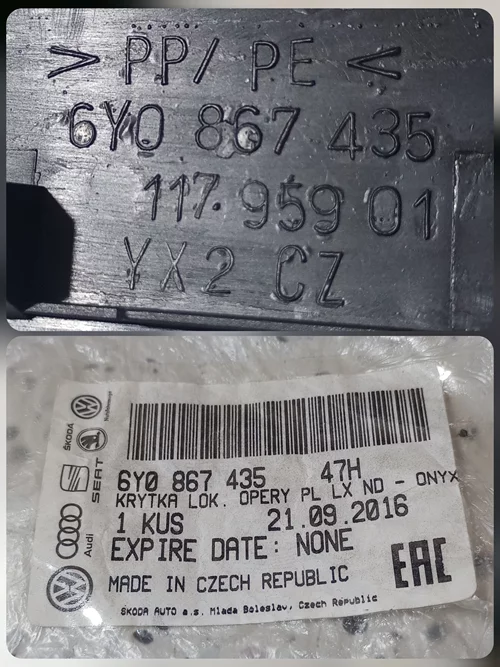 > PP/ PE <
6Y0 867 435
117 959 01
YX2 CZ
ŠKODA
SEAT
Audi
6Y0 867 435 47H
KRYTKA LOK. OPERY PL LX ND - ONYX
1 KUS 21.09.2016
EXPIRE DATE: NONE
MADE IN CZECH REPUBLIC
EAC
ŠKODA AUTO a.s. Mlada Boleslav, Czech Republic